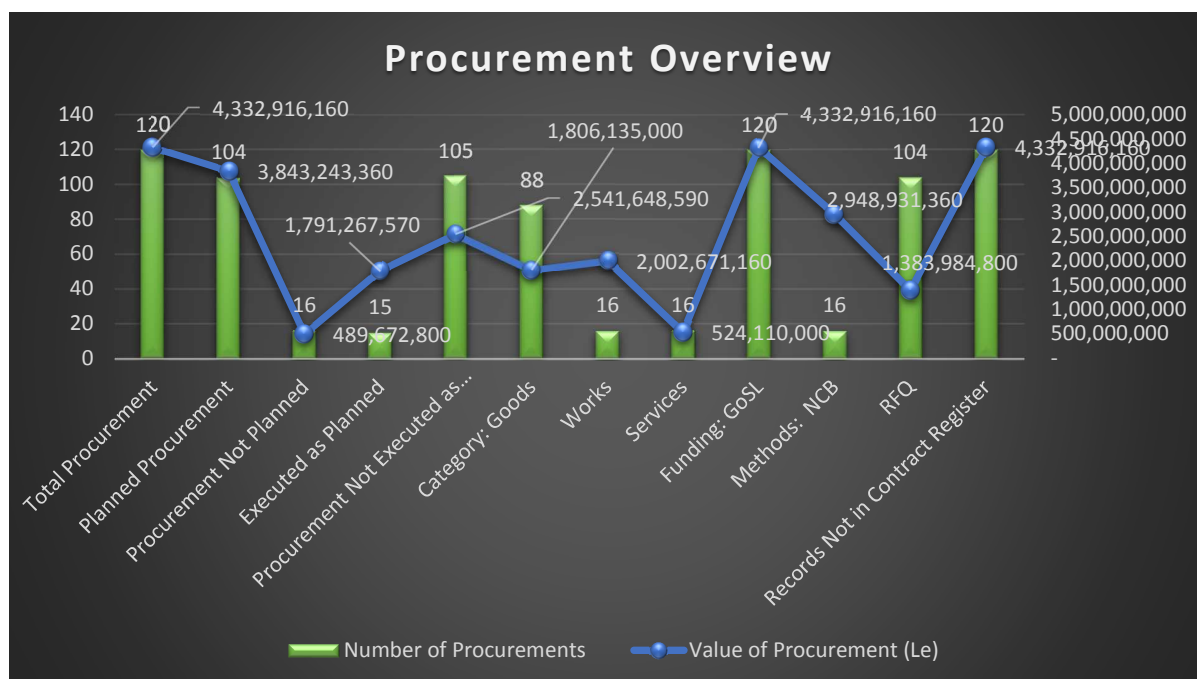 Procurement Overview
140
120
100
80
60
40
20
0
5,000,000,000
4,500,000,000
4,000,000,000
3,500,000,000
3,000,000,000
2,500,000,000
2,000,000,000
1,500,000,000
1,000,000,000
500,000,000
-
120
104
16
15
105
88
16
16
120
16
104
120
4,332,916,160
3,843,243,360
489,672,800
1,791,267,570
2,541,648,590
1,806,135,000
2,002,671,160
524,110,000
4,332,916,160
2,948,931,360
1,383,984,800
4,332,916,160
Total Procurement
Planned Procurement
Procurement Not Planned
Executed as Planned
Procurement Not Executed as...
Category: Goods
Works
Services
Funding: GoSL
Methods: NCB
RFQ
Records Not in Contract Register
Number of Procurements
Value of Procurement (Le)